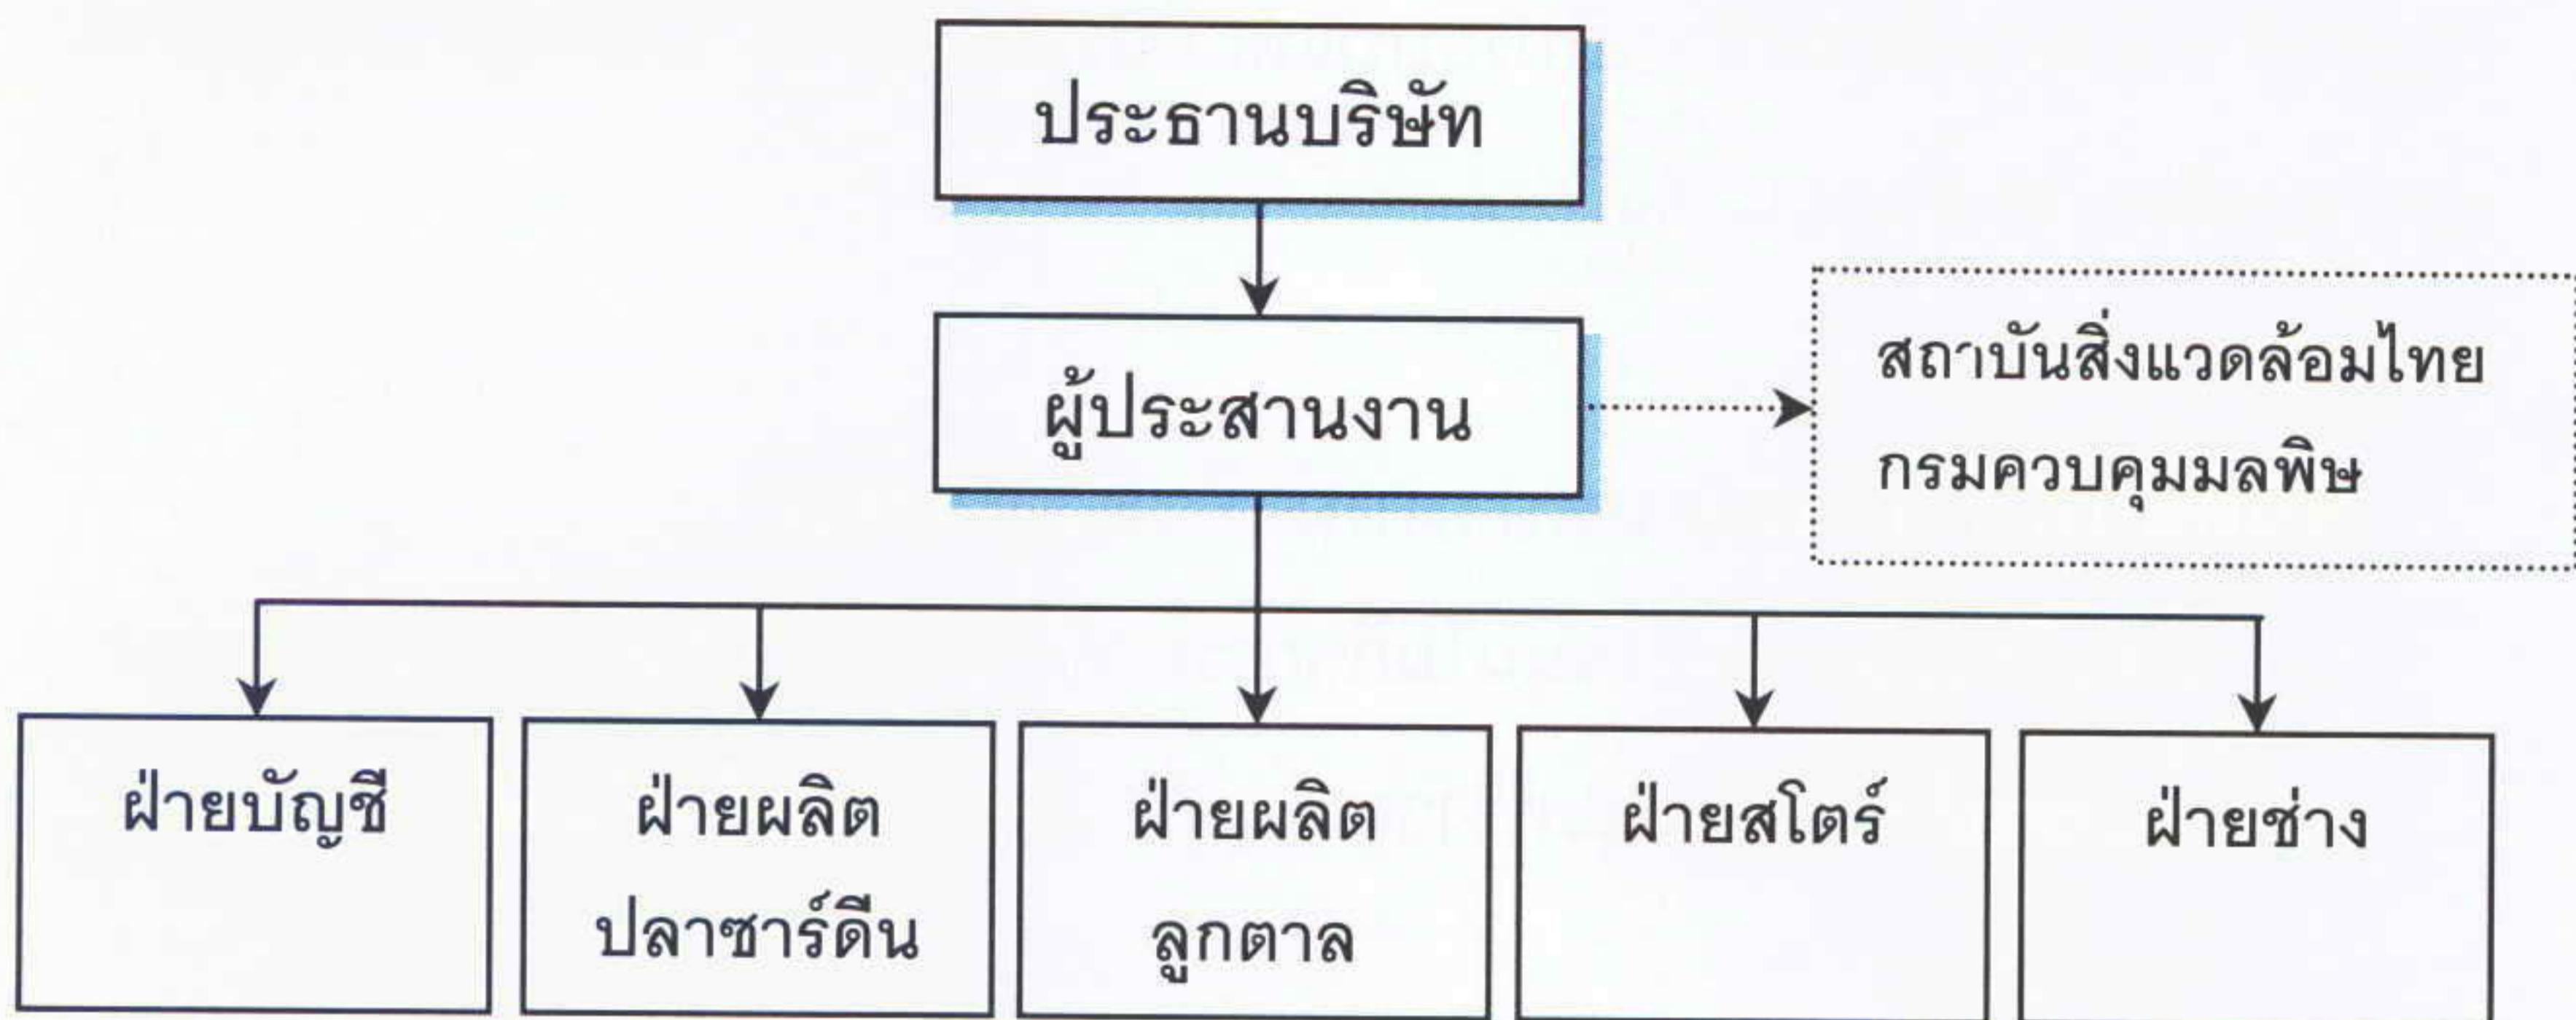 ประธานบริษัท
ผู้ประสานงาน
สถาบันสิ่งแวดล้อมไทย
กรมควบคุมมลพิษ
ฝ่ายบัญชี
ฝ่ายผลิต
ปลาซาร์ดีน
ฝ่ายผลิต
ลูกตาล
ฝ่ายสโตร์
ฝ่ายช่าง